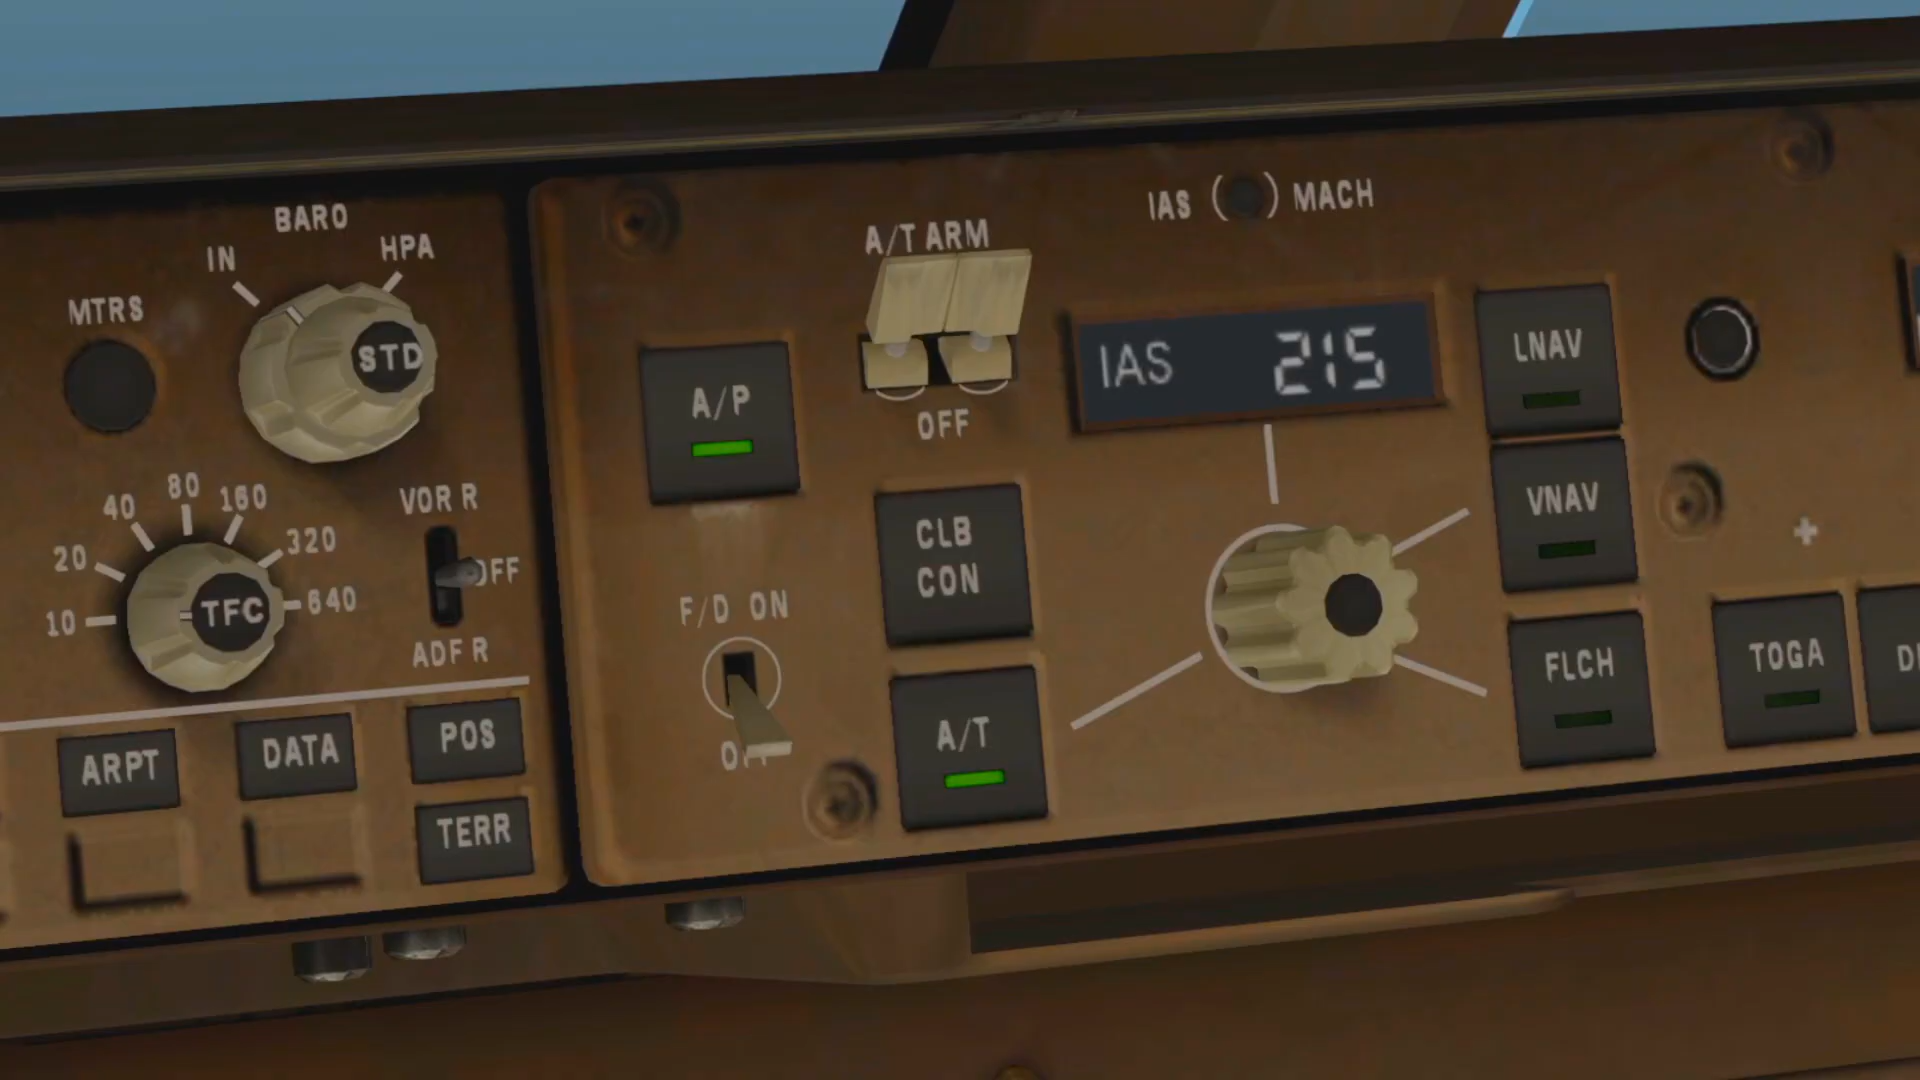 BARO
IN
HPA
MTRS
STD
40
80
160
20
320
10
TFC
640
VOR R
OFF
ADF R
ARPT
DATA
POS
TERR
A/T ARM
IAS ( ) MACH
A/P
OFF
IAS 215
LNAV
CLB
CON
VNAV
F/D ON
A/T
FLCH
TOGA